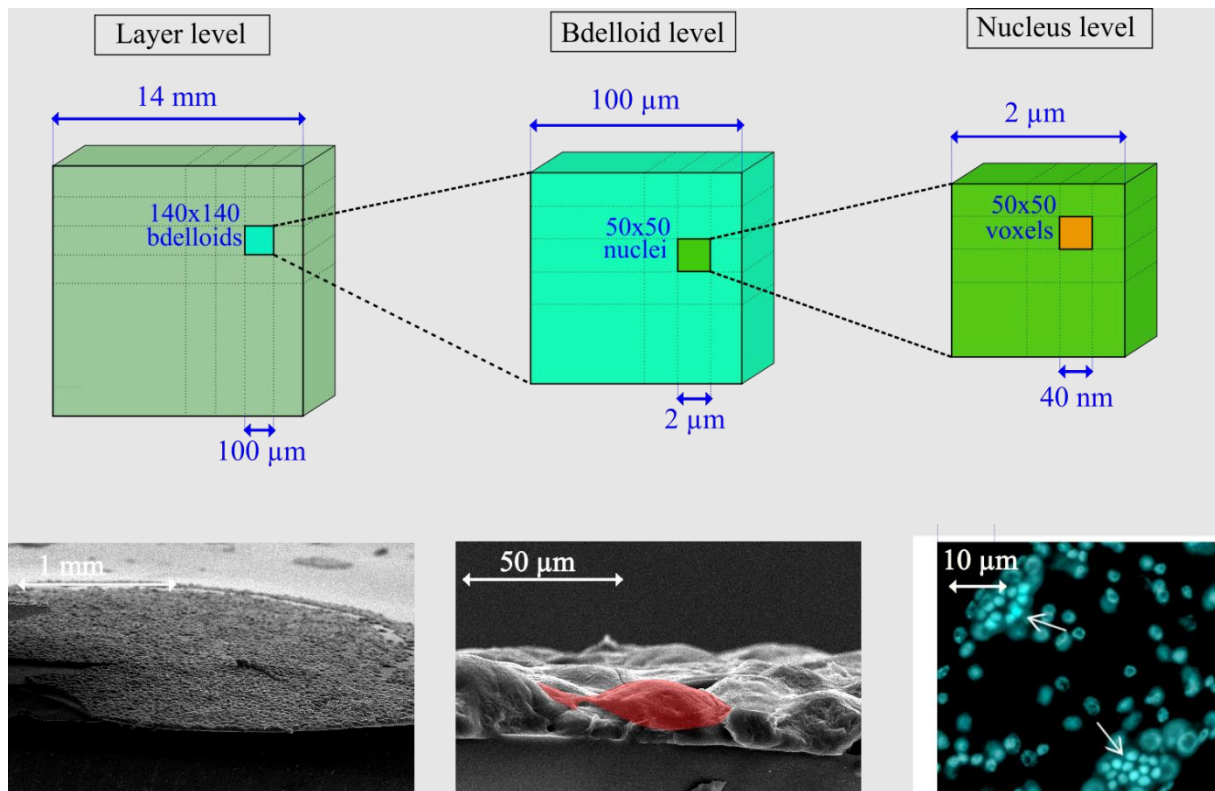 Layer level
Bdelloid level
Nucleus level
14 mm
100 µm
2 µm
140x140
bdelloids
50x50
nuclei
50x50
voxels
100 µm
2 µm
40 nm
1 mm
50 µm
10 µm